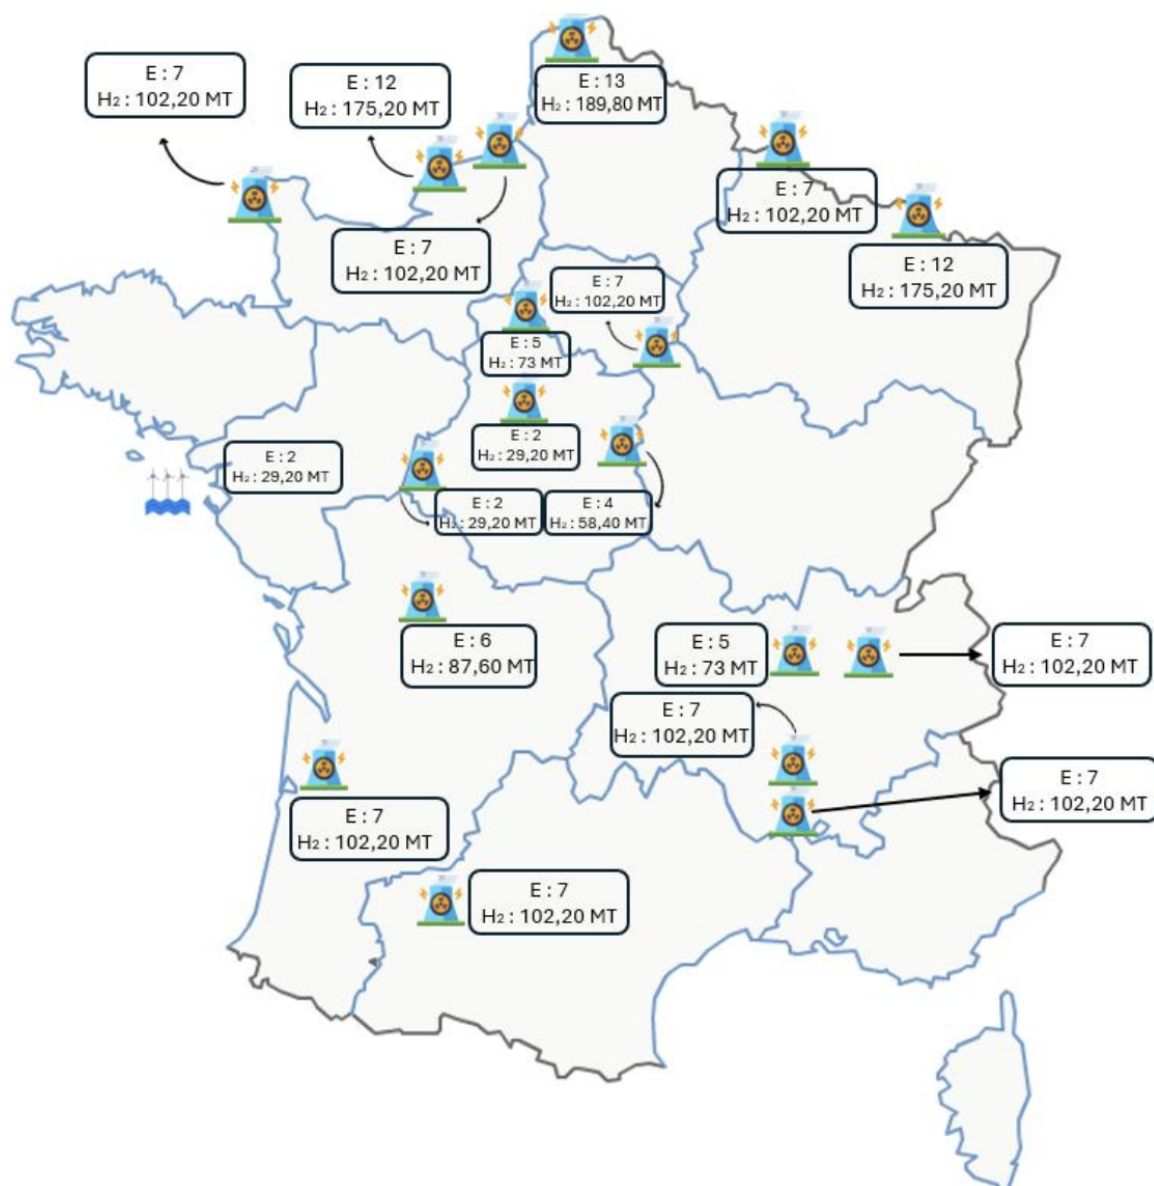 E : 7
H₂ : 102,20 MT
E : 12
H₂ : 175,20 MT
E : 13
H₂ : 189,80 MT
E : 7
H₂ : 102,20 MT
E : 7
H₂ : 102,20 MT
E : 12
H₂ : 175,20 MT
E : 7
H₂ : 102,20 MT
E : 5
H₂ : 73 MT
E : 2
H₂ : 29,20 MT
E : 2
H₂ : 29,20 MT
E : 2
H₂ : 29,20 MT
E : 4
H₂ : 58,40 MT
E : 6
H₂ : 87,60 MT
E : 5
H₂ : 73 MT
E : 7
H₂ : 102,20 MT
E : 7
H₂ : 102,20 MT
E : 7
H₂ : 102,20 MT
E : 7
H₂ : 102,20 MT
E : 7
H₂ : 102,20 MT